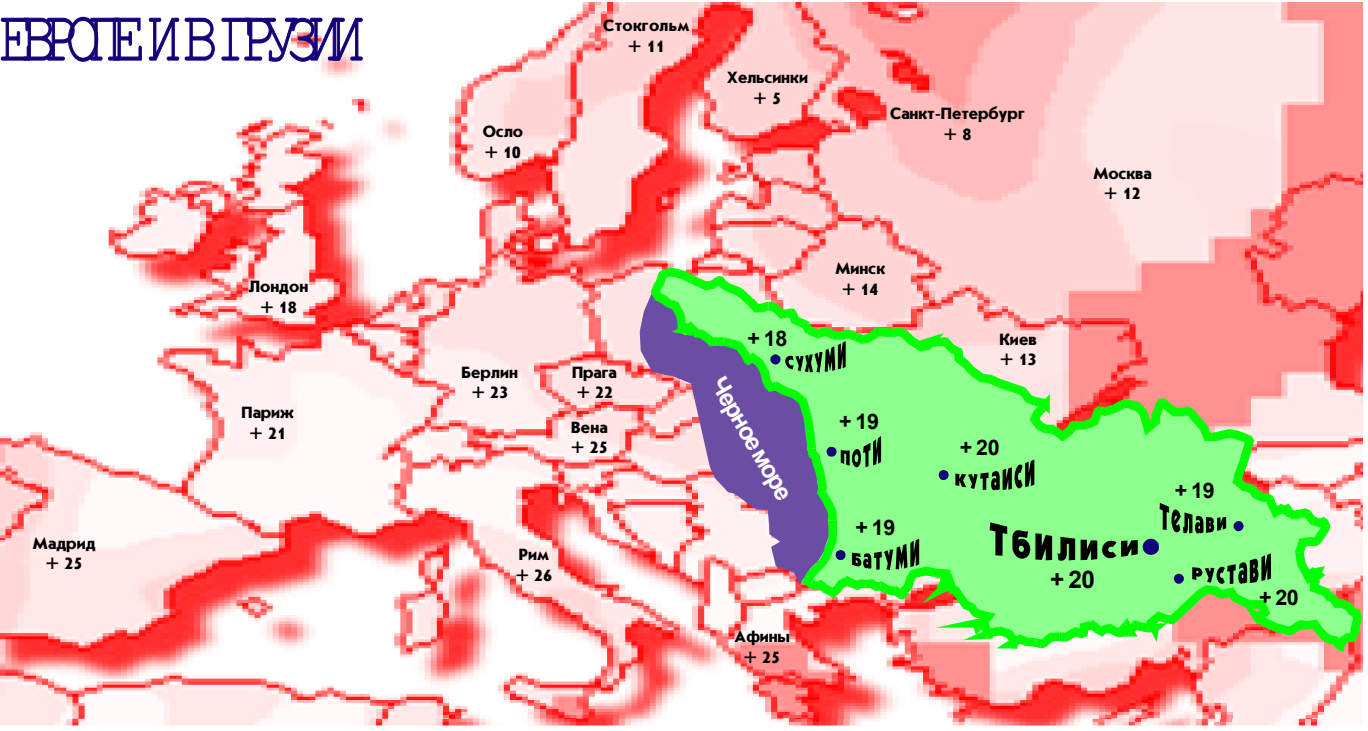 ЕВРОПЕ И В ГРУЗИИ
Стокгольм
+ 11
Хельсинки
+ 5
Осло
+ 10
Санкт-Петербург
+ 8
Москва
+ 12
Лондон
+ 18
Минск
+ 14
Киев
+ 13
Берлин
+ 23
Прага
+ 22
Париж
+ 21
Вена
+ 25
Мадрид
+ 25
Рим
+ 26
Афины
+ 25
Черное море
+ 18
СУХУМИ
+ 19
ПОТИ
+ 20
КУТАИСИ
+ 19
БАТУМИ
+ 19
Телави
Тбилиси
+ 20
РУСТАВИ
+ 20